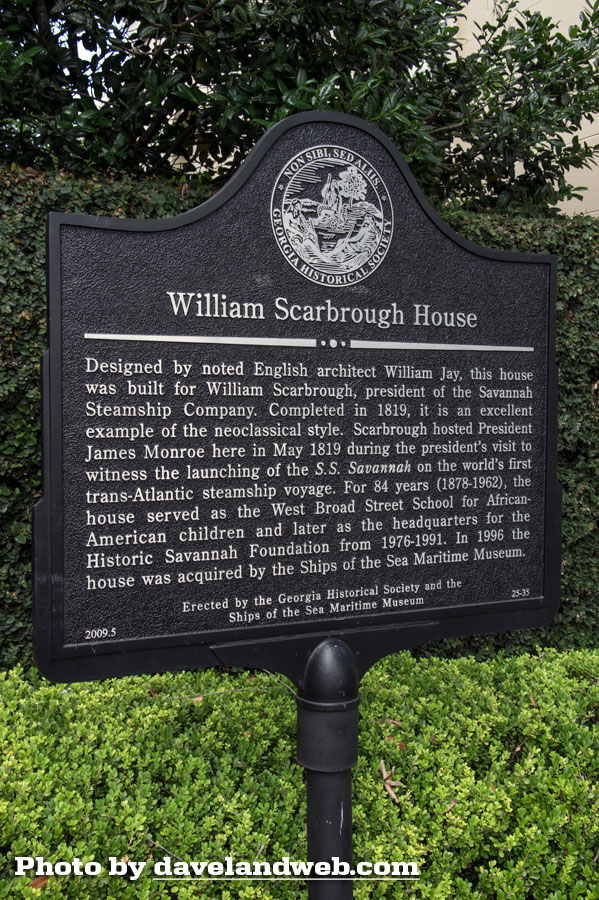 NON SIBI, SED ALIIS.
GEORGIA HISTORICAL SOCIETY
William Scarbrough House
Designed by noted English architect William Jay, this house
was built for William Scarbrough, president of the Savannah
Steamship Company. Completed in 1819, it is an excellent
example of the neoclassical style. Scarbrough hosted President
James Monroe here in May 1819 during the president's visit to
witness the launching of the S.S. Savannah on the world's first
trans-Atlantic steamship voyage. For 84 years (1878-1962), the
house served as the West Broad Street School for African-
American children and later as the headquarters for the
Historic Savannah Foundation from 1976-1991. In 1996 the
house was acquired by the Ships of the Sea Maritime Museum.
Erected by the Georgia Historical Society and the
Ships of the Sea Maritime Museum
2009.5
25-35
Photo by davelandweb.com